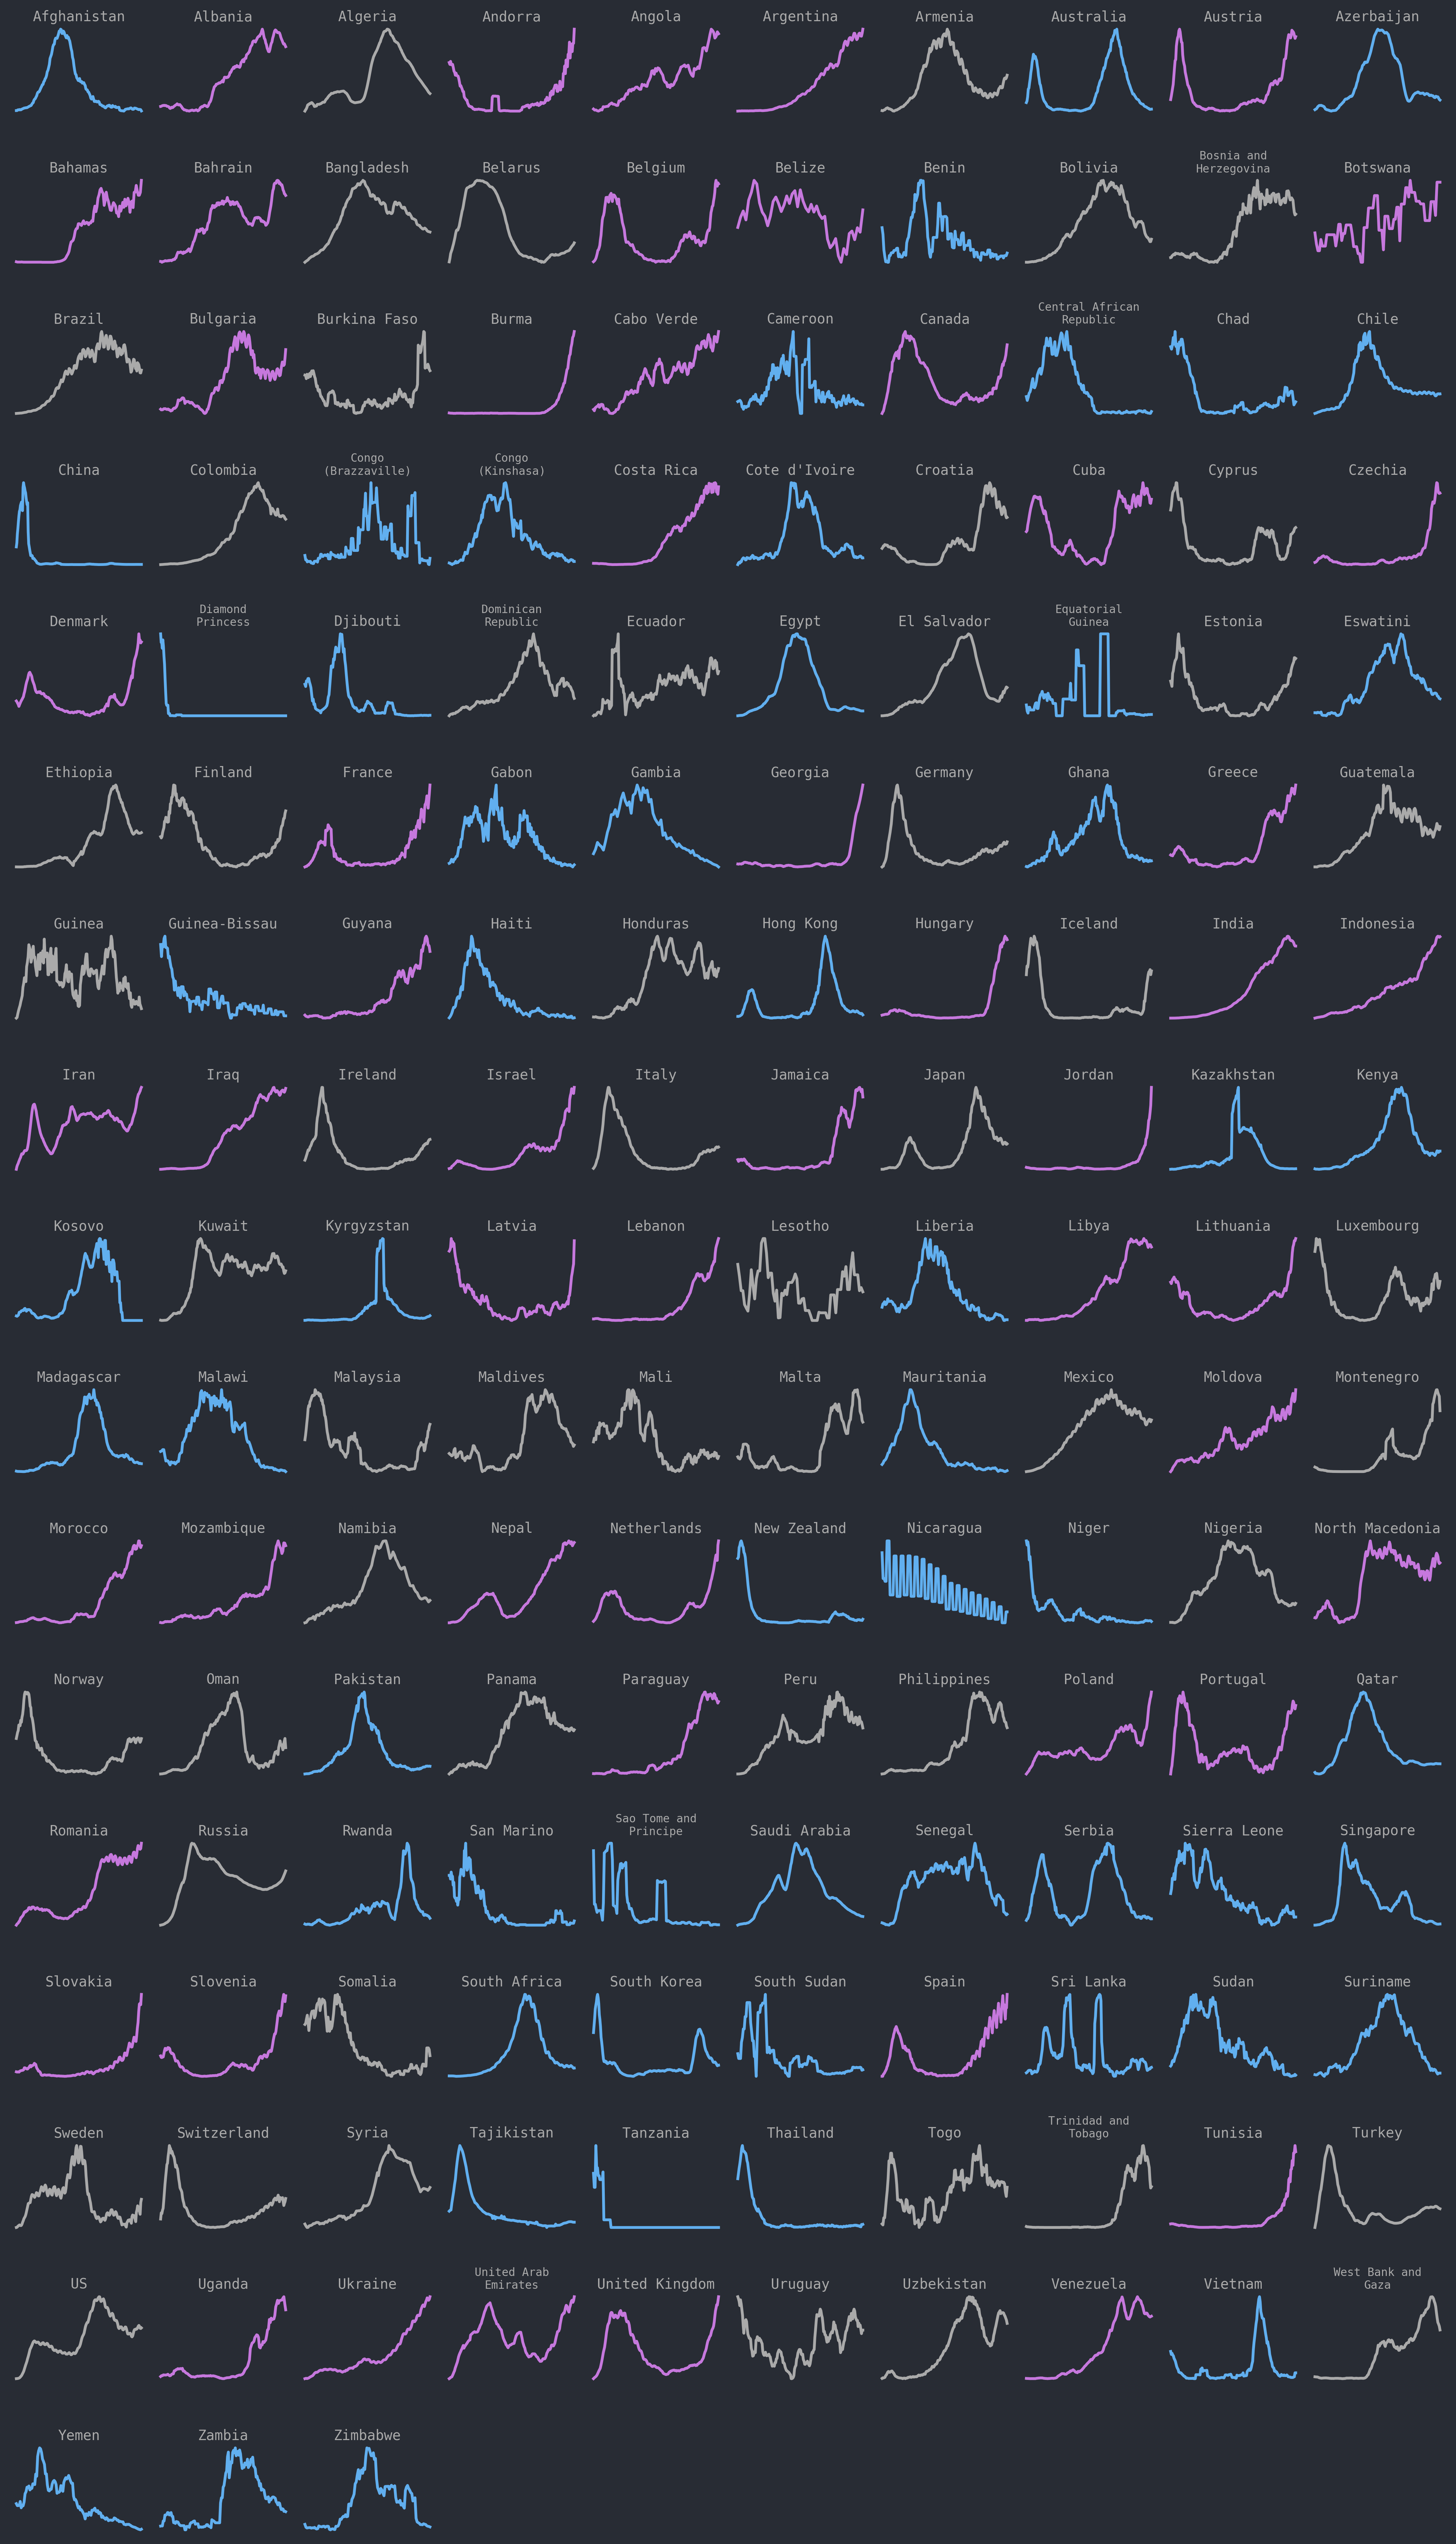 Afghanistan
Albania
Algeria
Andorra
Angola
Argentina
Armenia
Australia
Austria
Azerbaijan
Bahamas
Bahrain
Bangladesh
Belarus
Belgium
Belize
Benin
Bolivia
Bosnia and
Herzegovina
Botswana
Brazil
Bulgaria
Burkina Faso
Burma
Cabo Verde
Cameroon
Canada
Central African
Republic
Chad
Chile
China
Colombia
Congo
(Brazzaville)
Congo
(Kinshasa)
Costa Rica
Cote d'Ivoire
Croatia
Cuba
Cyprus
Czechia
Denmark
Diamond
Princess
Djibouti
Dominican
Republic
Ecuador
Egypt
El Salvador
Equatorial
Guinea
Estonia
Eswatini
Ethiopia
Finland
France
Gabon
Gambia
Georgia
Germany
Ghana
Greece
Guatemala
Guinea
Guinea-Bissau
Guyana
Haiti
Honduras
Hong Kong
Hungary
Iceland
India
Indonesia
Iran
Iraq
Ireland
Israel
Italy
Jamaica
Japan
Jordan
Kazakhstan
Kenya
Kosovo
Kuwait
Kyrgyzstan
Latvia
Lebanon
Lesotho
Liberia
Libya
Lithuania
Luxembourg
Madagascar
Malawi
Malaysia
Maldives
Mali
Malta
Mauritania
Mexico
Moldova
Montenegro
Morocco
Mozambique
Namibia
Nepal
Netherlands
New Zealand
Nicaragua
Niger
Nigeria
North Macedonia
Norway
Oman
Pakistan
Panama
Paraguay
Peru
Philippines
Poland
Portugal
Qatar
Romania
Russia
Rwanda
San Marino
Sao Tome and
Principe
Saudi Arabia
Senegal
Serbia
Sierra Leone
Singapore
Slovakia
Slovenia
Somalia
South Africa
South Korea
South Sudan
Spain
Sri Lanka
Sudan
Suriname
Sweden
Switzerland
Syria
Tajikistan
Tanzania
Thailand
Togo
Trinidad and
Tobago
Tunisia
Turkey
US
Uganda
Ukraine
United Arab
Emirates
United Kingdom
Uruguay
Uzbekistan
Venezuela
Vietnam
West Bank and
Gaza
Yemen
Zambia
Zimbabwe